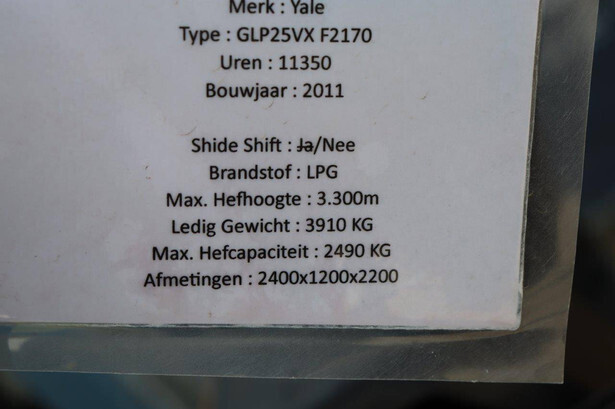 Merk : Yale
Type : GLP25VX F2170
Uren : 11350
Bouwjaar : 2011
Shide Shift : Ja/Nee
Brandstof : LPG
Max. Hefhoogte : 3.300m
Ledig Gewicht : 3910 KG
Max. Hefcapaciteit : 2490 KG
Afmetingen : 2400x1200x2200